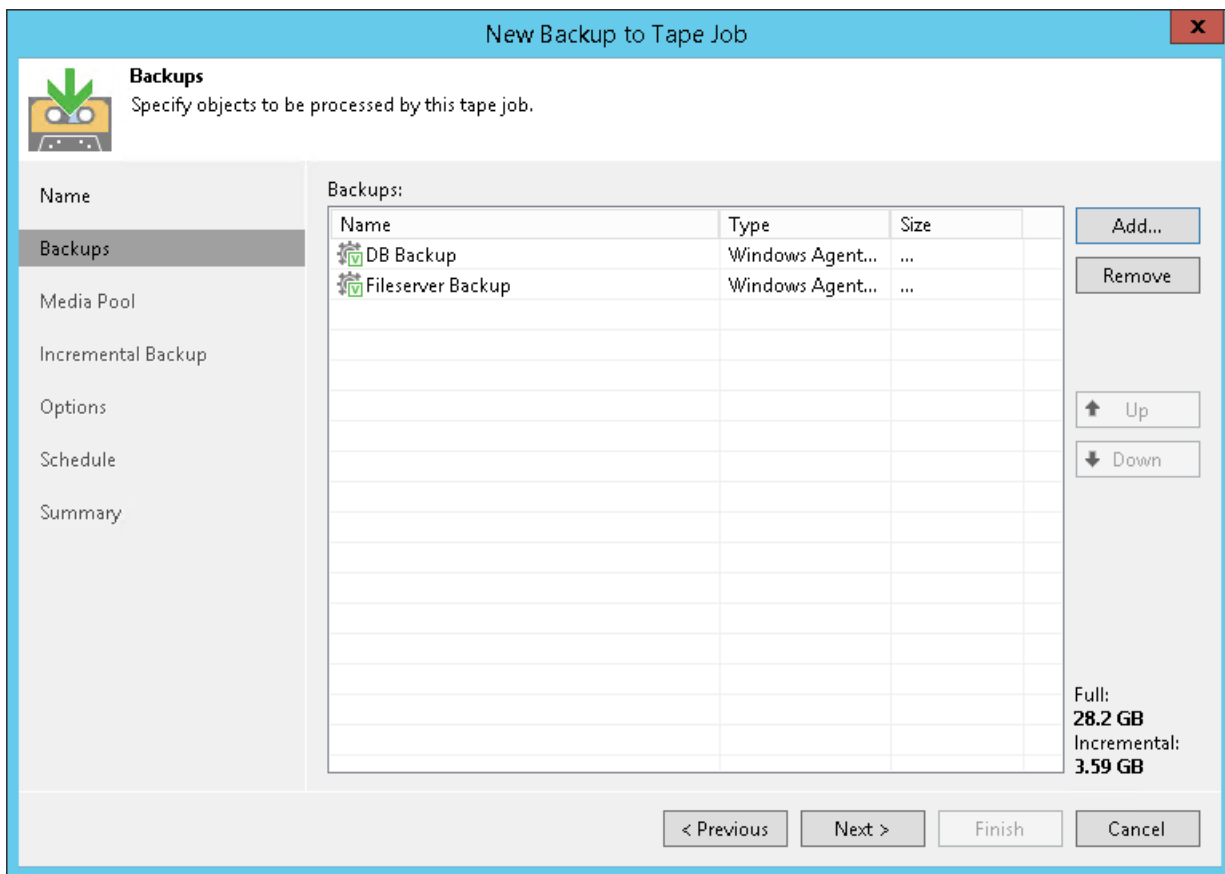 New Backup to Tape Job
x
Backups
Specify objects to be processed by this tape job.
Name
Backups
Media Pool
Incremental Backup
Options
Schedule
Summary
Backups:
Name Type Size
DB Backup Windows Agent... ...
Fileserver Backup Windows Agent... ...
Add...
Remove
Up
Down
Full:
28.2 GB
Incremental:
3.59 GB
< Previous Next > Finish Cancel